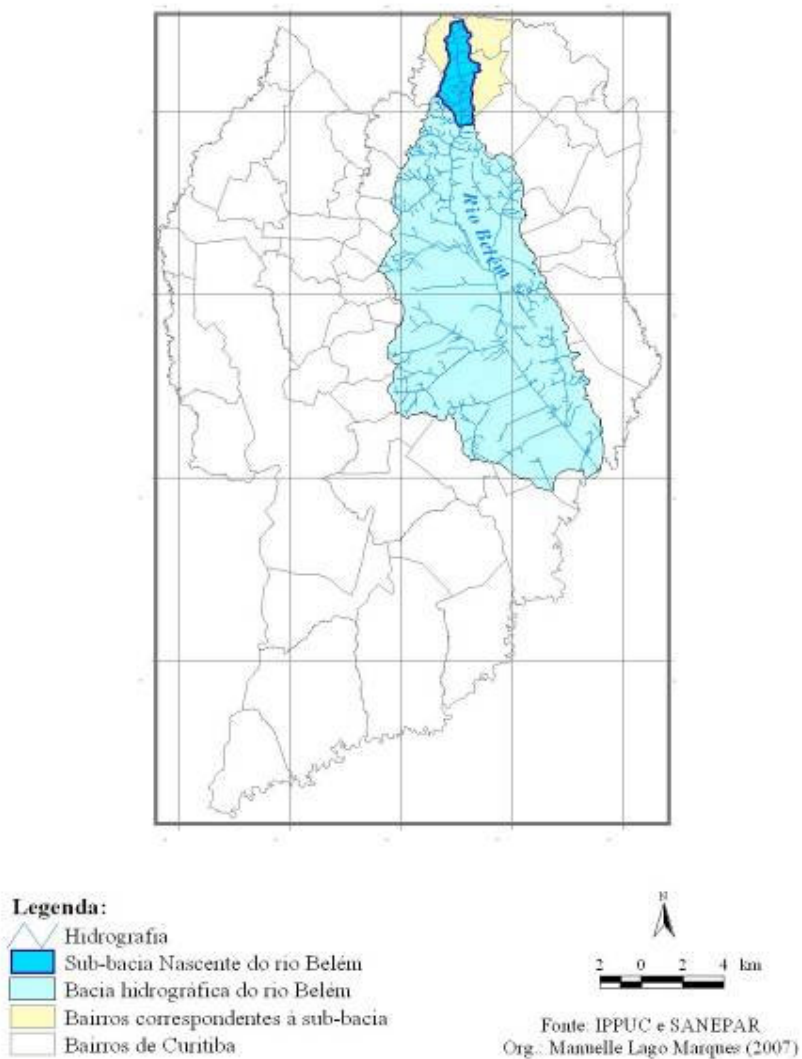 Rio Belém
Legenda:
Hidrografia
Sub-bacia Nascente do rio Belém
Bacia hidrográfica do rio Belém
Bairros correspondentes à sub-bacia
Bairros de Curitiba
N
2 0 2 4 km
Fonte: IPPUC e SANEPAR
Org.: Manuelle Lago Marques (2007)